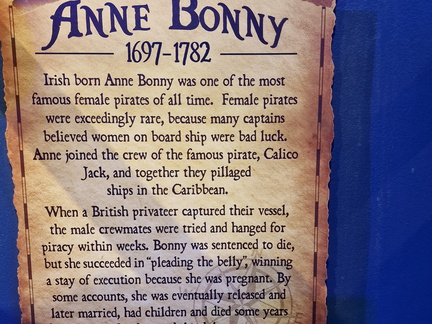 ANNE BONNY
1697-1782
Irish born Anne Bonny was one of the most
famous female pirates of all time. Female pirates
were exceedingly rare, because many captains
believed women on board ship were bad luck.
Anne joined the crew of the famous pirate, Calico
Jack, and together they pillaged
ships in the Caribbean.
When a British privateer captured their vessel,
the male crewmates were tried and hanged for
piracy within weeks. Bonny was sentenced to die,
but she succeeded in "pleading the belly", winning
a stay of execution because she was pregnant. By
some accounts, she was eventually released and
later married, had children and died some years